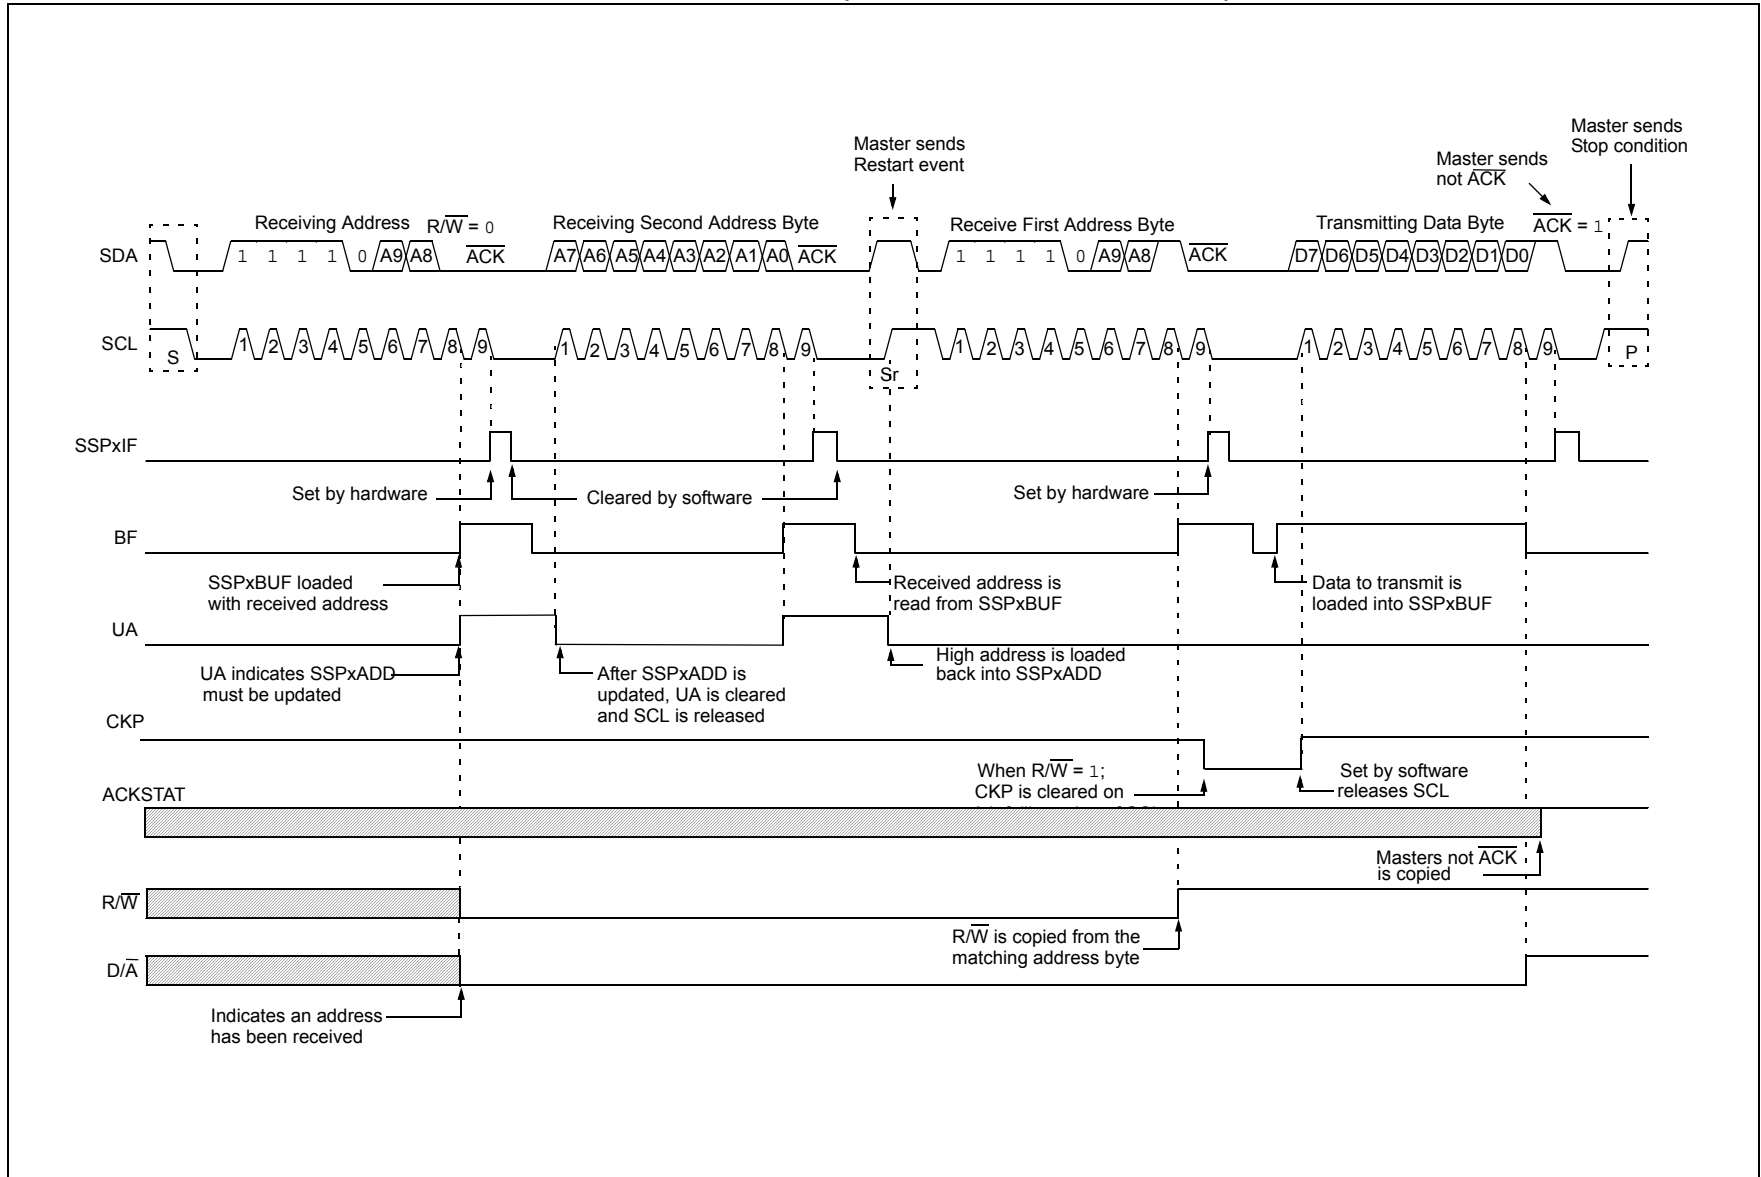 Master sends
Restart event
Master sends
not A̅C̅K̅
Master sends
Stop condition
Receiving Address R/W̅ = 0
Receiving Second Address Byte
Receive First Address Byte
Transmitting Data Byte
A̅C̅K̅ = 1
SDA 1 1 1 1 0 A9 A8 A̅C̅K̅ A7 A6 A5 A4 A3 A2 A1 A0 A̅C̅K̅ 1 1 1 1 0 A9 A8 A̅C̅K̅ D7 D6 D5 D4 D3 D2 D1 D0
SCL S 1 2 3 4 5 6 7 8 9 1 2 3 4 5 6 7 8 9 Sr 1 2 3 4 5 6 7 8 9 1 2 3 4 5 6 7 8 9 P
SSPxIF
Set by hardware
Cleared by software
Set by hardware
BF
SSPxBUF loaded
with received address
Received address is
read from SSPxBUF
Data to transmit is
loaded into SSPxBUF
UA
UA indicates SSPxADD
must be updated
After SSPxADD is
updated, UA is cleared
and SCL is released
High address is loaded
back into SSPxADD
CKP
When R/W̅ = 1;
CKP is cleared on
Set by software
releases SCL
ACKSTAT
Masters not A̅C̅K̅
is copied
R/W̅
R/W̅ is copied from the
matching address byte
D/A̅
Indicates an address
has been received